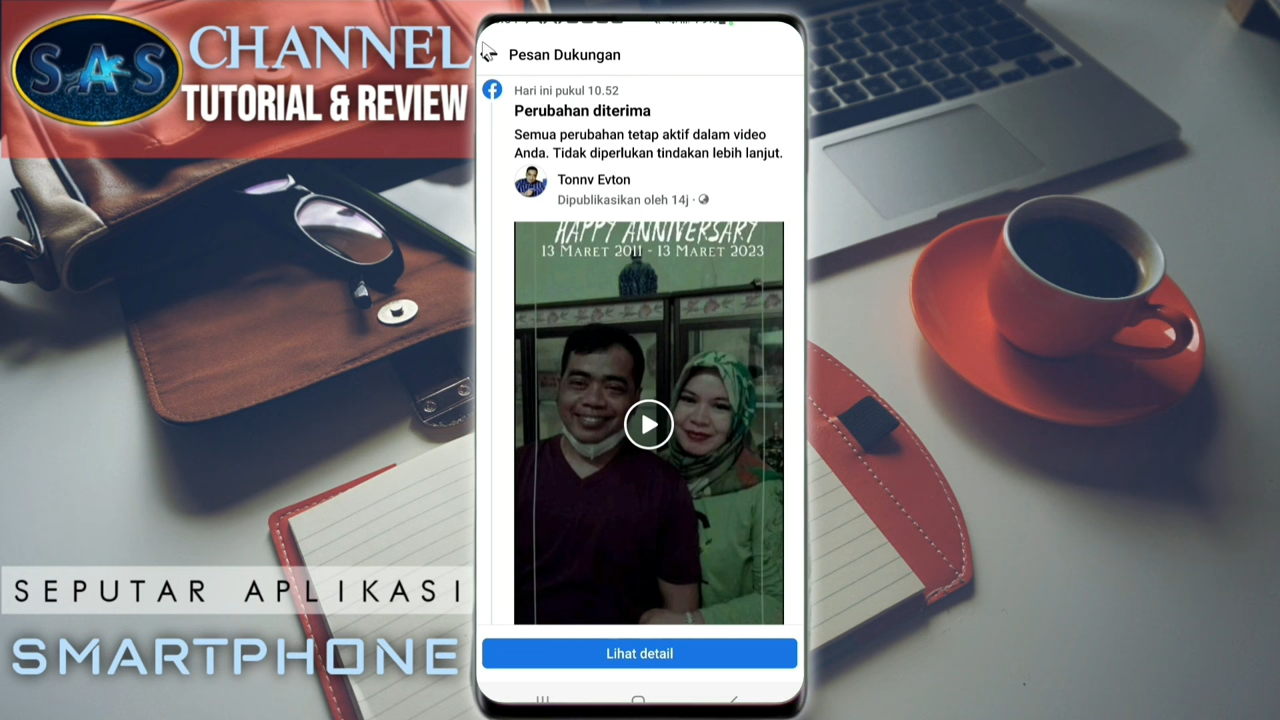 SAS
CHANNEL
TUTORIAL & REVIEW
Pesan Dukungan
Hari ini pukul 10.52
Perubahan diterima
Semua perubahan tetap aktif dalam video
Anda. Tidak diperlukan tindakan lebih lanjut.
Tonny Evton
Dipublikasikan oleh 14j ·
HAPPY ANNIVERSARY
13 MARET 2011 - 13 MARET 2023
Lihat detail
SEPUTAR APLIKASI
SMARTPHONE